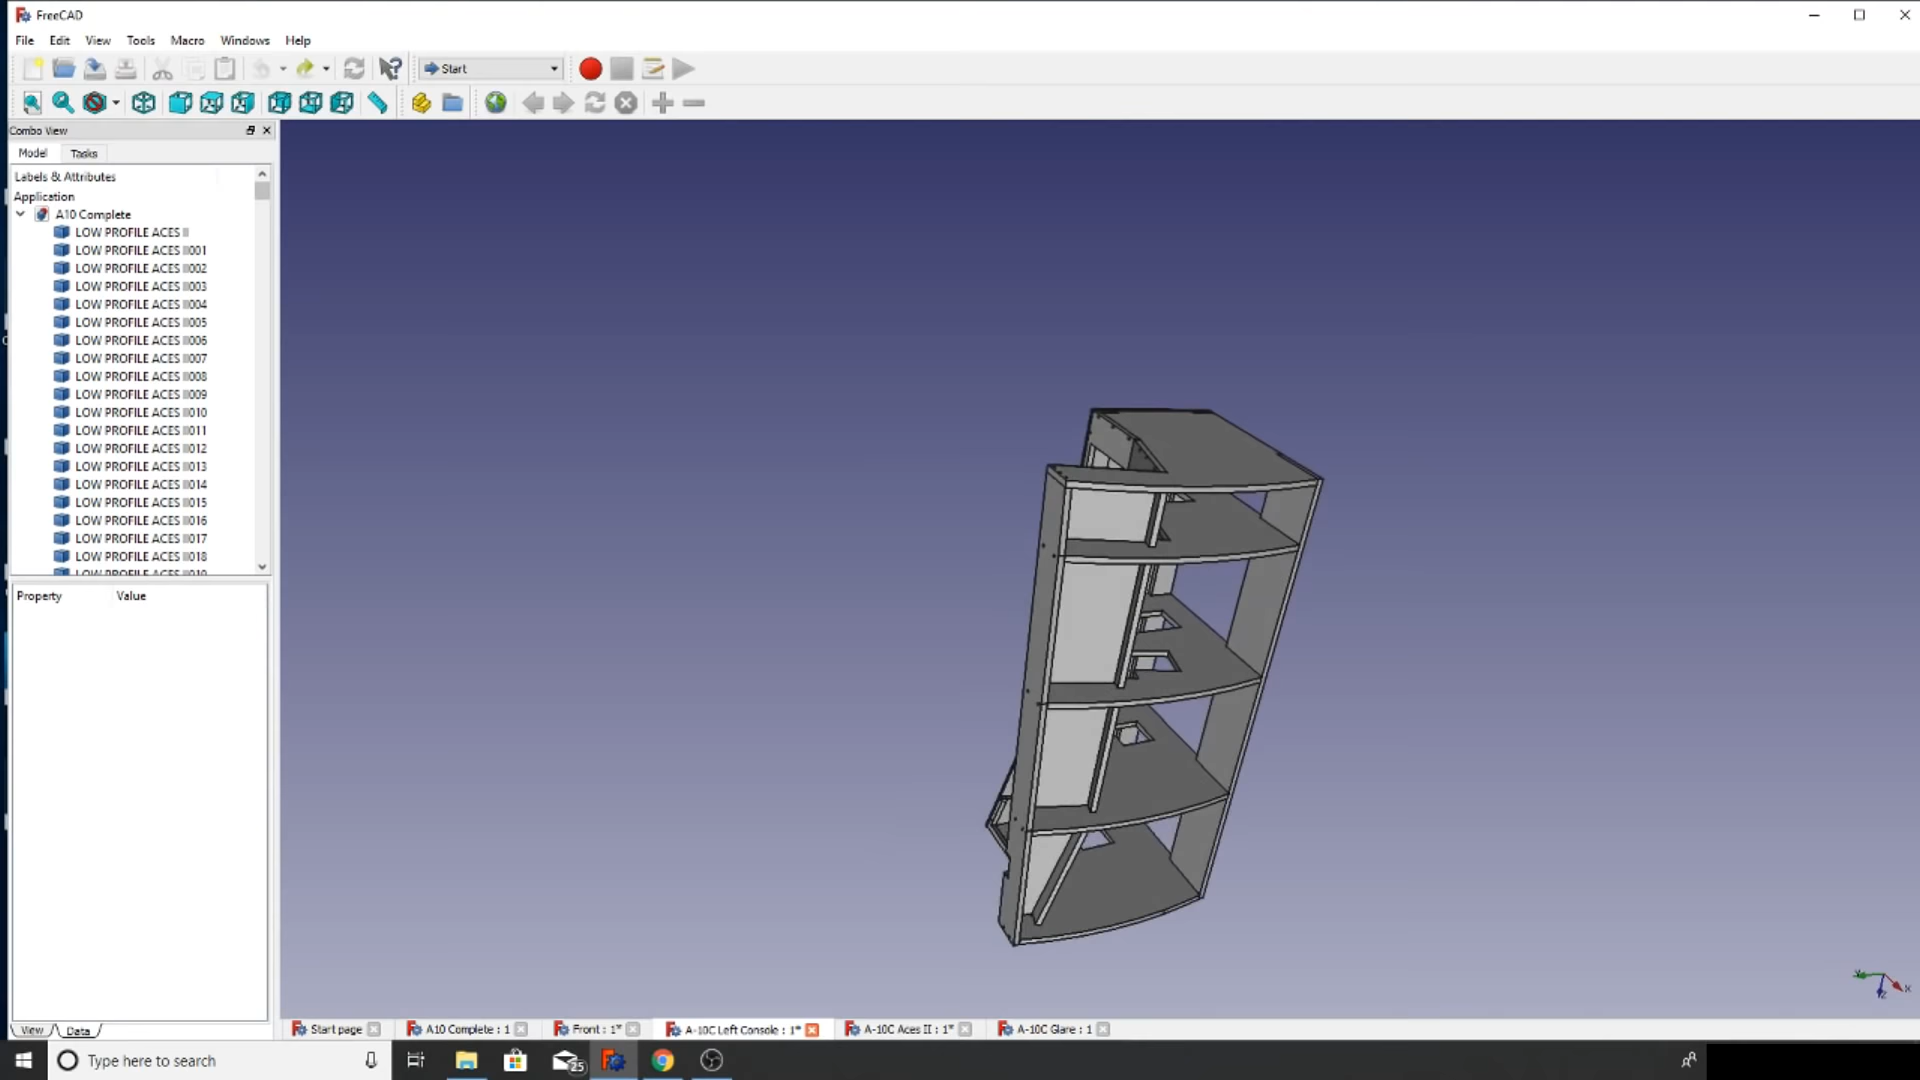 FreeCAD
File Edit View Tools Macro Windows Help
Start
Combo View
Model Tasks
Labels & Attributes
Application
A10 Complete
LOW PROFILE ACES II
LOW PROFILE ACES II001
LOW PROFILE ACES II002
LOW PROFILE ACES II003
LOW PROFILE ACES II004
LOW PROFILE ACES II005
LOW PROFILE ACES II006
LOW PROFILE ACES II007
LOW PROFILE ACES II008
LOW PROFILE ACES II009
LOW PROFILE ACES II010
LOW PROFILE ACES II011
LOW PROFILE ACES II012
LOW PROFILE ACES II013
LOW PROFILE ACES II014
LOW PROFILE ACES II015
LOW PROFILE ACES II016
LOW PROFILE ACES II017
LOW PROFILE ACES II018
LOW PROFILE ACES II019
Property Value
View Data
Start page A10 Complete : 1 Front : 1* A-10C Left Console : 1* A-10C Aces II : 1* A-10C Glare : 1
Y Z X
Type here to search
25